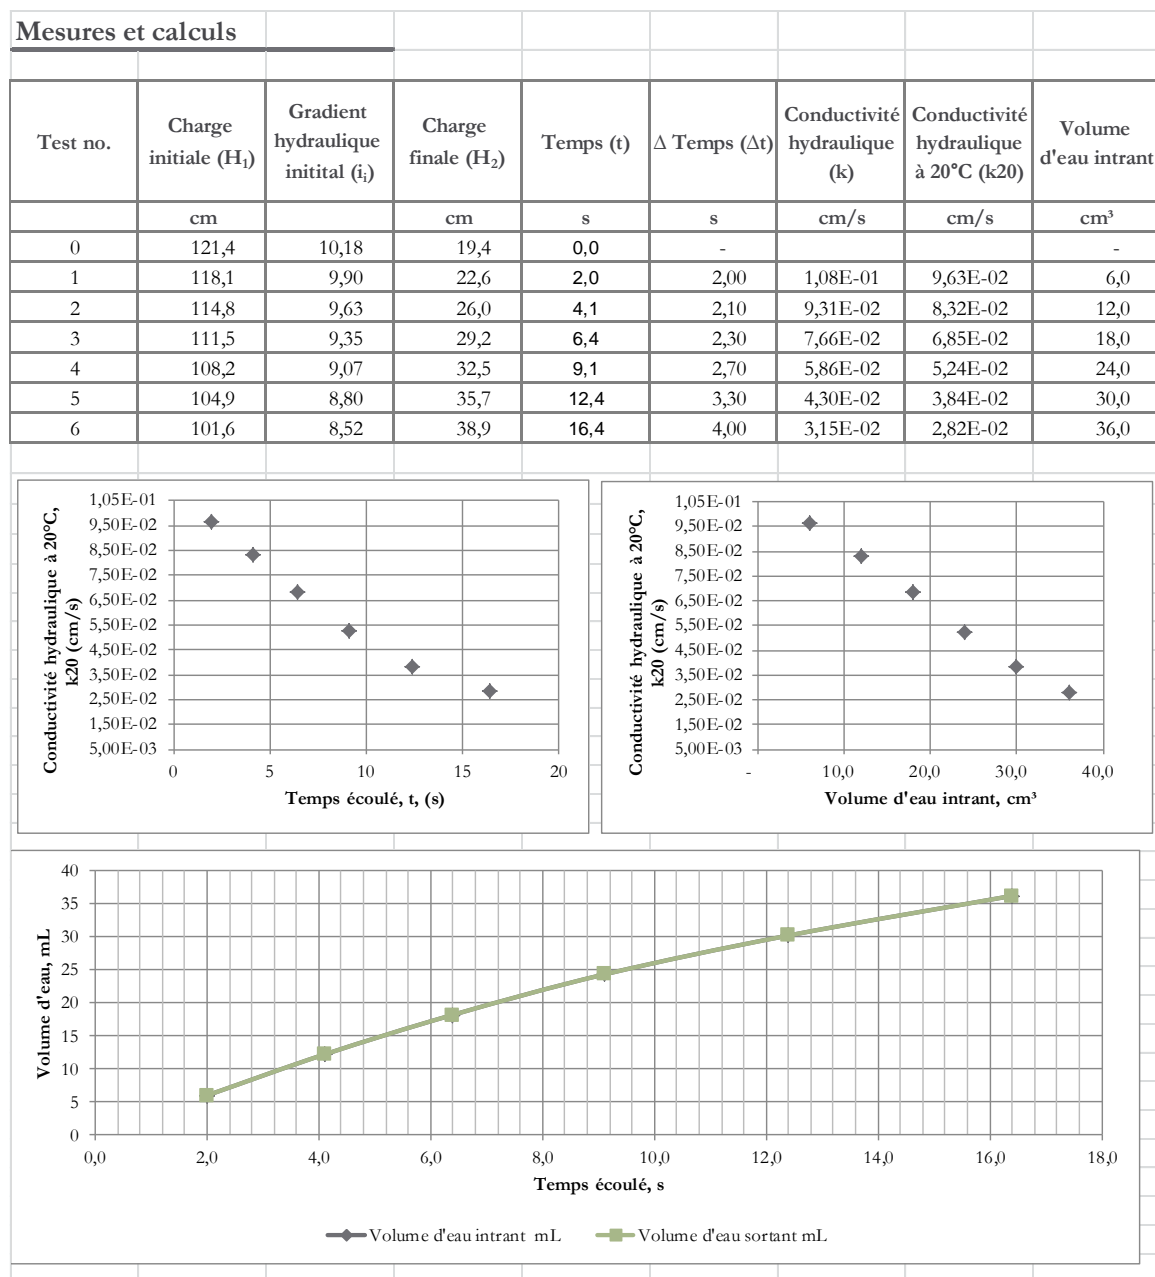 Mesures et calculs
Test no. Charge initiale (H₁) Gradient hydraulique initital (iᵢ) Charge finale (H₂) Temps (t) Δ Temps (Δt) Conductivité hydraulique (k) Conductivité hydraulique à 20°C (k20) Volume d'eau intrant
cm cm s s cm/s cm/s cm³
0 121,4 10,18 19,4 0,0 - -
1 118,1 9,90 22,6 2,0 2,00 1,08E-01 9,63E-02 6,0
2 114,8 9,63 26,0 4,1 2,10 9,31E-02 8,32E-02 12,0
3 111,5 9,35 29,2 6,4 2,30 7,66E-02 6,85E-02 18,0
4 108,2 9,07 32,5 9,1 2,70 5,86E-02 5,24E-02 24,0
5 104,9 8,80 35,7 12,4 3,30 4,30E-02 3,84E-02 30,0
6 101,6 8,52 38,9 16,4 4,00 3,15E-02 2,82E-02 36,0
Conductivité hydraulique à 20°C,
k20 (cm/s)
1,05E-01
9,50E-02
8,50E-02
7,50E-02
6,50E-02
5,50E-02
4,50E-02
3,50E-02
2,50E-02
1,50E-02
5,00E-03
0 5 10 15 20
Temps écoulé, t, (s)
Conductivité hydraulique à 20°C,
k20 (cm/s)
1,05E-01
9,50E-02
8,50E-02
7,50E-02
6,50E-02
5,50E-02
4,50E-02
3,50E-02
2,50E-02
1,50E-02
5,00E-03
- 10,0 20,0 30,0 40,0
Volume d'eau intrant, cm³
Volume d'eau, mL
40
35
30
25
20
15
10
5
0
0,0 2,0 4,0 6,0 8,0 10,0 12,0 14,0 16,0 18,0
Temps écoulé, s
Volume d'eau intrant mL Volume d'eau sortant mL